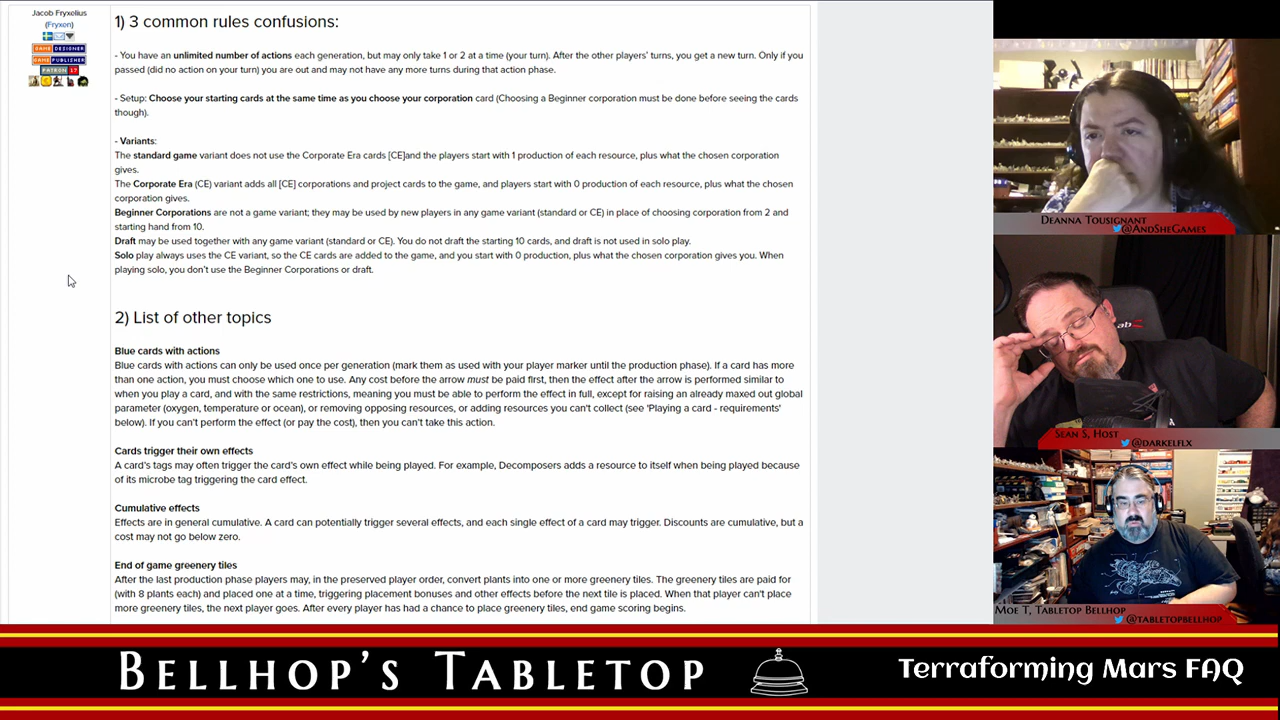 Jacob Fryxelius
(Fryxen)
GAME DESIGNER
GAME PUBLISHER
PATRON 17
1) 3 common rules confusions:
- You have an unlimited number of actions each generation, but may only take 1 or 2 at a time (your turn). After the other players' turns, you get a new turn. Only if you
passed (did no action on your turn) you are out and may not have any more turns during that action phase.
- Setup: Choose your starting cards at the same time as you choose your corporation card (Choosing a Beginner corporation must be done before seeing the cards
though).
- Variants:
The standard game variant does not use the Corporate Era cards [CE]and the players start with 1 production of each resource, plus what the chosen corporation
gives.
The Corporate Era (CE) variant adds all [CE] corporations and project cards to the game, and players start with 0 production of each resource, plus what the chosen
corporation gives.
Beginner Corporations are not a game variant; they may be used by new players in any game variant (standard or CE) in place of choosing corporation from 2 and
starting hand from 10.
Draft may be used together with any game variant (standard or CE). You do not draft the starting 10 cards, and draft is not used in solo play.
Solo play always uses the CE variant, so the CE cards are added to the game, and you start with 0 production, plus what the chosen corporation gives you. When
playing solo, you don't use the Beginner Corporations or draft.
2) List of other topics
Blue cards with actions
Blue cards with actions can only be used once per generation (mark them as used with your player marker until the production phase). If a card has more
than one action, you must choose which one to use. Any cost before the arrow must be paid first, then the effect after the arrow is performed similar to
when you play a card, and with the same restrictions, meaning you must be able to perform the effect in full, except for raising an already maxed out global
parameter (oxygen, temperature or ocean), or removing opposing resources, or adding resources you can't collect (see 'Playing a card - requirements'
below). If you can't perform the effect (or pay the cost), then you can't take this action.
Cards trigger their own effects
A card's tags may often trigger the card's own effect while being played. For example, Decomposers adds a resource to itself when being played because
of its microbe tag triggering the card effect.
Cumulative effects
Effects are in general cumulative. A card can potentially trigger several effects, and each single effect of a card may trigger. Discounts are cumulative, but a
cost may not go below zero.
End of game greenery tiles
After the last production phase players may, in the preserved player order, convert plants into one or more greenery tiles. The greenery tiles are paid for
(with 8 plants each) and placed one at a time, triggering placement bonuses and other effects before the next tile is placed. When that player can't place
more greenery tiles, the next player goes. After every player has had a chance to place greenery tiles, end game scoring begins.
Deanna Tousignant
@AndSheGames
Sean S, Host
@darkelflx
Moe T, Tabletop Bellhop
@tabletopbellhop
Bellhop's Tabletop
Terraforming Mars FAQ